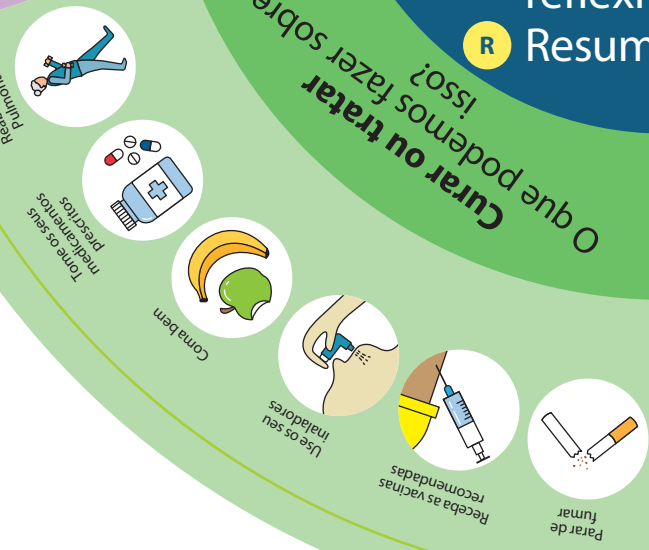 R Resum
Curar ou tratar
O que podemos fazer sobre
isso?
Parar de
fumar
Receba as vacinas
recomendadas
Use os seu
inaladores
Coma bem
Tome os seus
medicamentos
prescritos